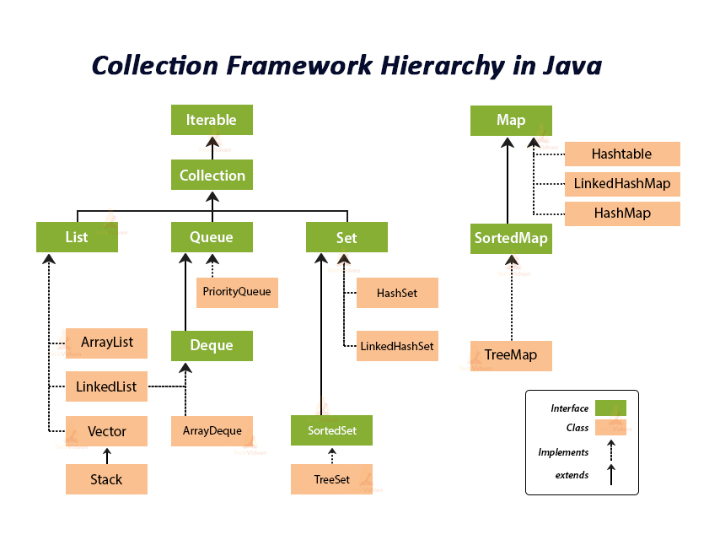 Collection Framework Hierarchy in Java
Iterable
Map
Hashtable
Collection
LinkedHashMap
HashMap
List
Queue
Set
SortedMap
PriorityQueue
HashSet
ArrayList
Deque
LinkedHashSet
TreeMap
LinkedList
Vector
ArrayDeque
SortedSet
Stack
TreeSet
Interface
Class
Implements
extends